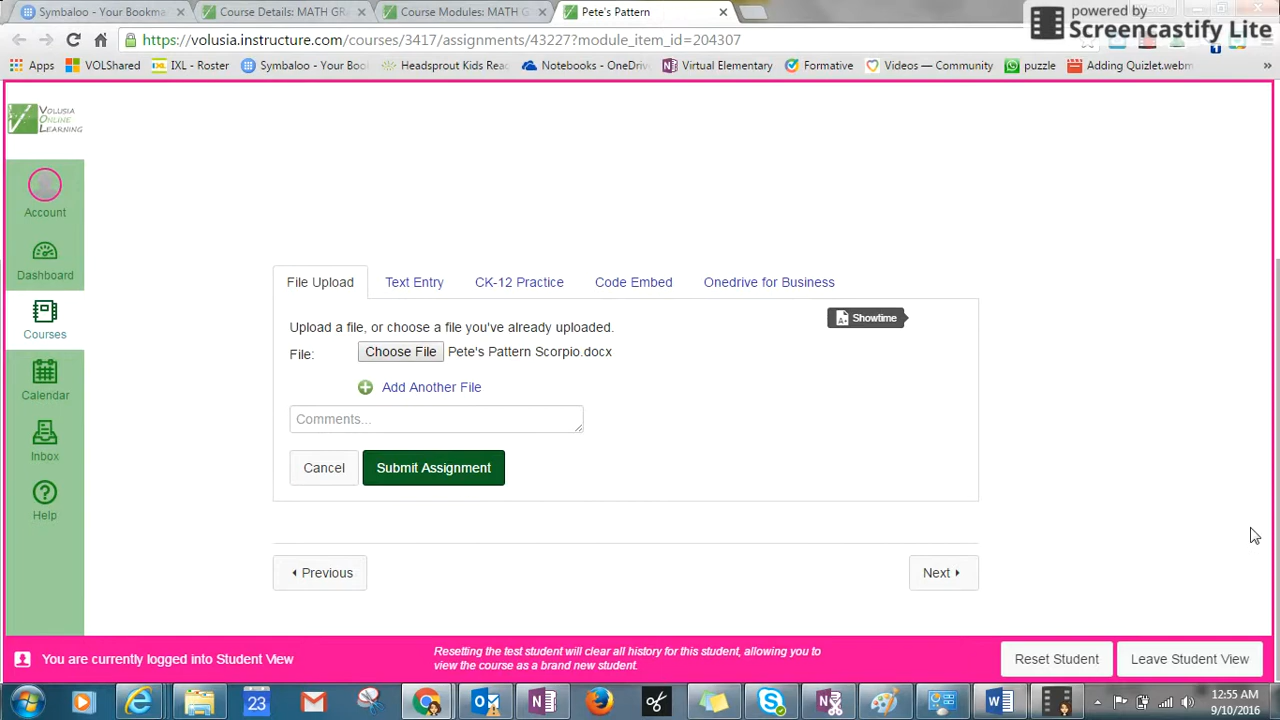 Symbaloo - Your Bookma
Course Details: MATH GR
Course Modules: MATH G
Pete's Pattern
powered by
Screencastify Lite
https://volusia.instructure.com/
ments/12227?module_item_id=204307
Apps
VOLShared
IXL - Roster
Symbaloo - Your Boo
Headsprout Kids Rea
Notebooks - OneDriv
Virtual Elementary
Formative
Videos — Community
puzzle
Adding Quizlet.webm
»
Volusia
Online
Learning
Account
Dashboard
Courses
Calendar
Inbox
Help
File Upload
Text Entry
CK-12 Practice
Code Embed
Onedrive for Business
Showtime
Upload a file, or choose a file you've already uploaded.
File:
Choose File
Pete's Pattern Scorpio.docx
Add Another File
Comments...
Cancel
Submit Assignment
Previous
Next
You are currently logged into Student View
Resetting the test student will clear all history for this student, allowing you to
view the course as a brand new student.
Reset Student
Leave Student View
23
12:55 AM
9/10/2016